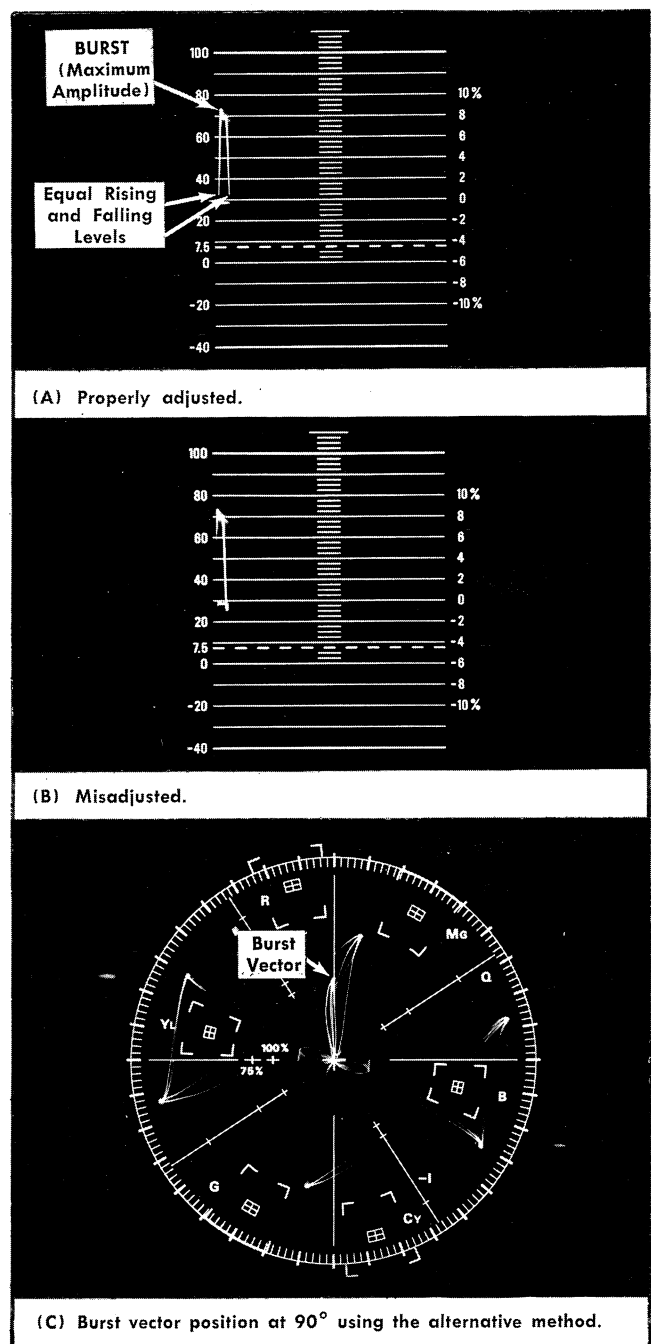 BURST
(Maximum
Amplitude)
Equal Rising
and Falling
Levels
100
80
60
40
20
7.5
0
-20
-40
10%
8
6
4
2
0
-2
-4
-6
-8
-10%
(A) Properly adjusted.
100
80
60
40
20
7.5
0
-20
-40
10%
8
6
4
2
0
-2
-4
-6
-8
-10%
(B) Misadjusted.
R
MG
Burst
Vector
Q
YL
100%
75%
B
G
-I
CY
(C) Burst vector position at 90° using the alternative method.